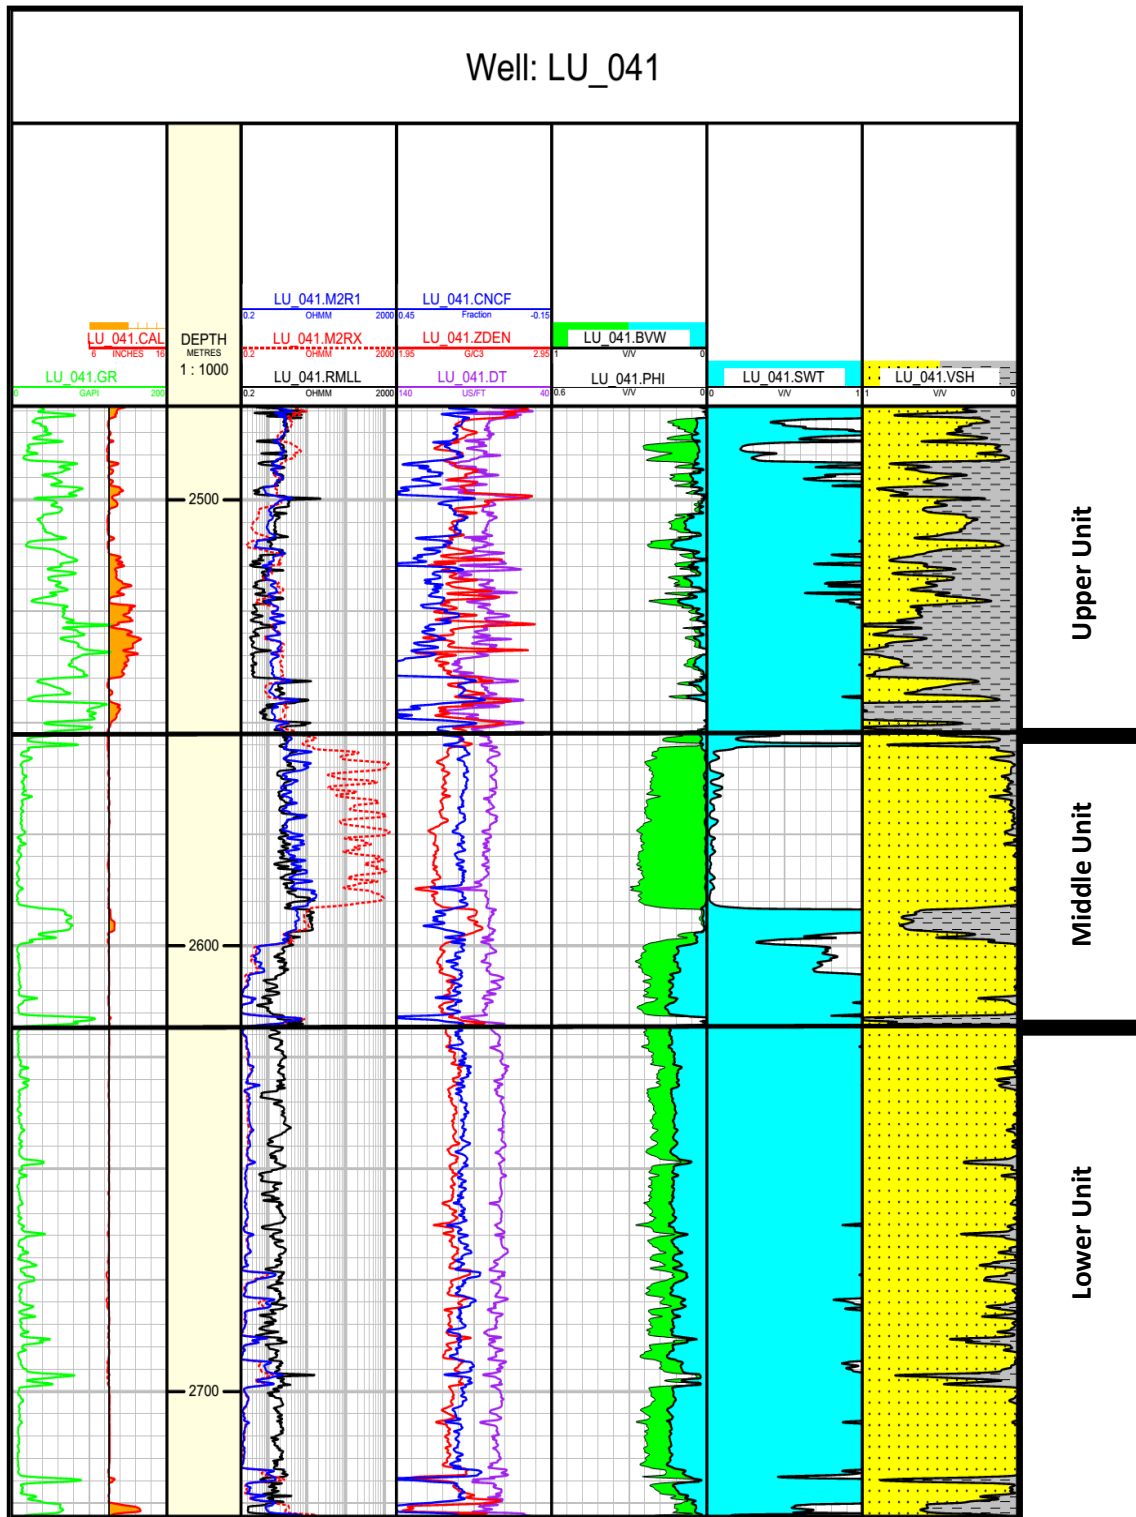 Well: LU_041
LU_041.M2R1
0.2 OHMM 2000
LU_041.CNCF
0.45 Fraction -0.15
LU_041.CAL
6 INCHES 16
DEPTH
METRES
1 : 1000
LU_041.M2RX
0.2 OHMM 2000
LU_041.ZDEN
1.95 G/C3 2.95
LU_041.BVW
1 V/V 0
LU_041.GR
0 GAPI 200
LU_041.RMLL
0.2 OHMM 2000
LU_041.DT
140 US/FT 40
LU_041.PHI
0.6 V/V 0
LU_041.SWT
0 V/V 1
LU_041.VSH
1 V/V 0
2500
Upper Unit
2600
Middle Unit
Lower Unit
2700